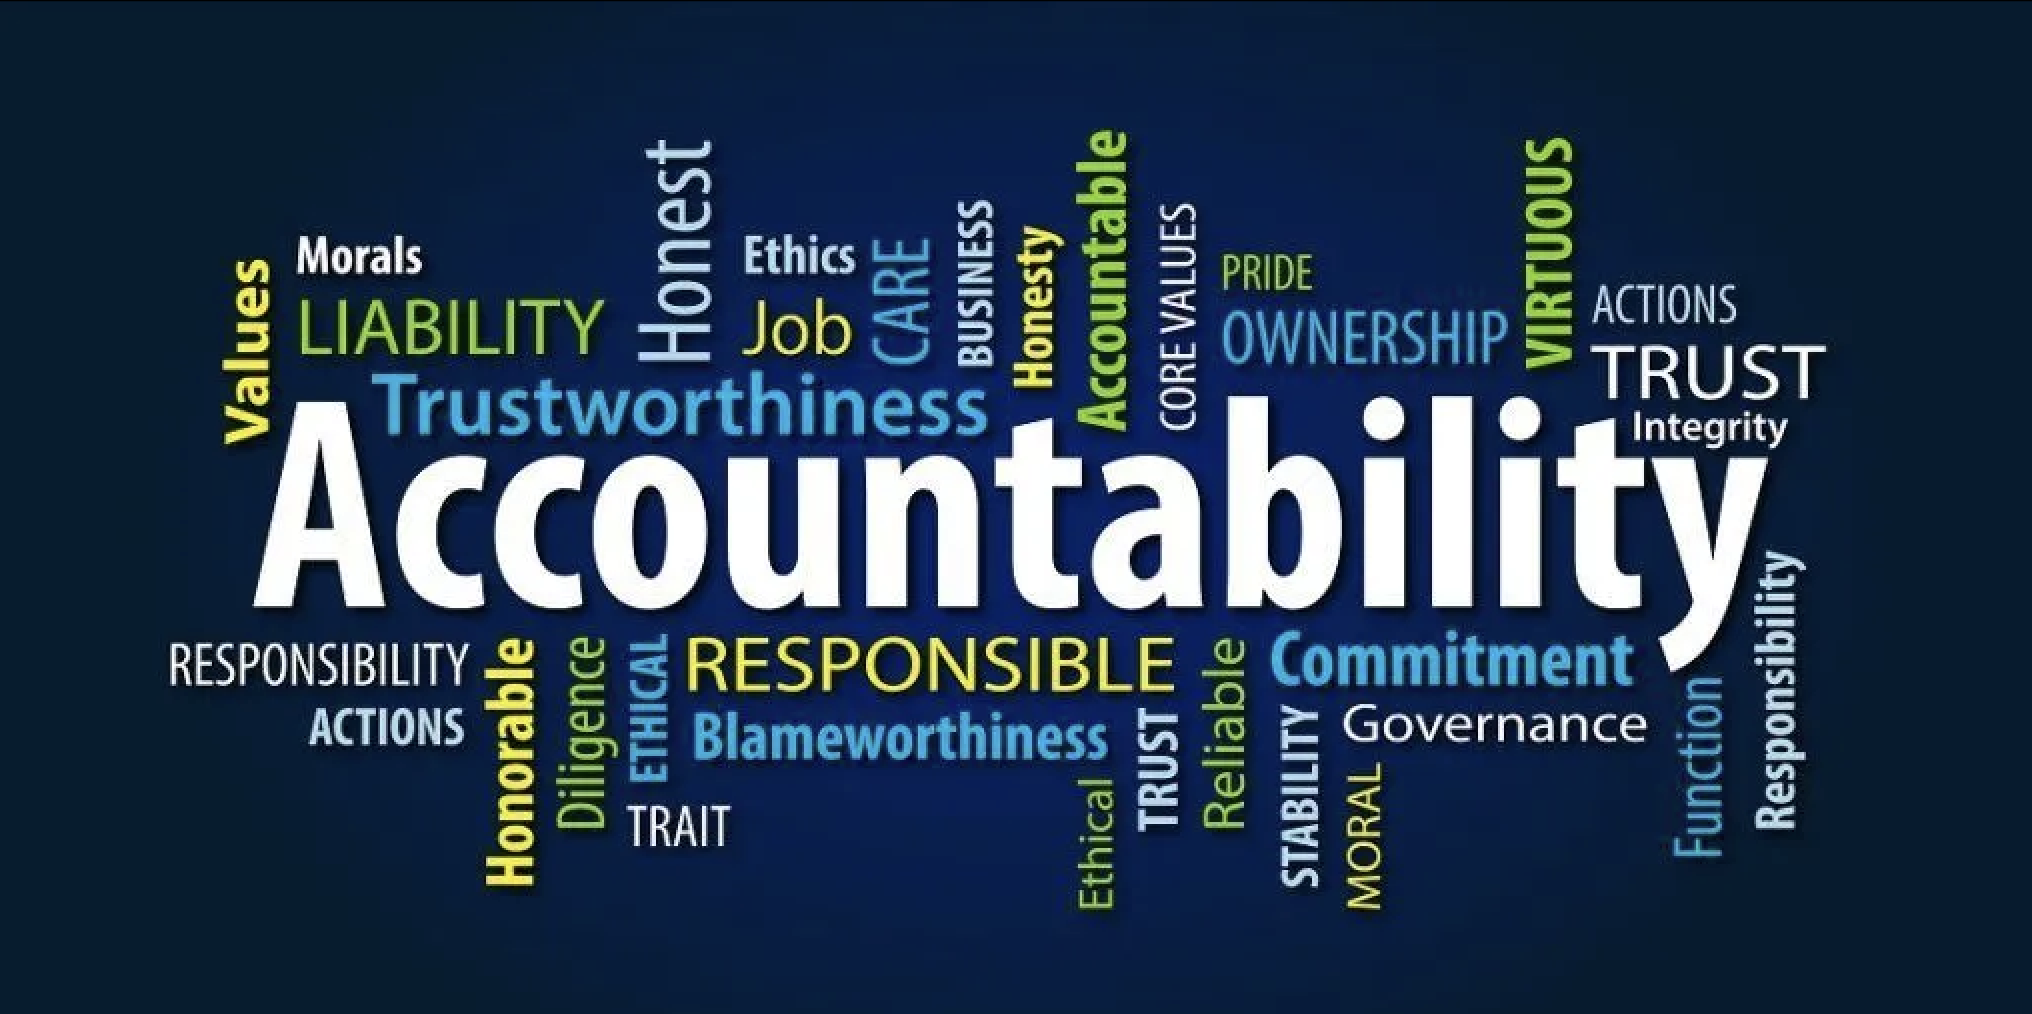 Values
Morals
LIABILITY
Honest
Ethics
Job
CARE
BUSINESS
Honesty
Accountable
CORE VALUES
PRIDE
OWNERSHIP
VIRTUOUS
ACTIONS
TRUST
Integrity
Trustworthiness
Accountability
RESPONSIBILITY
ACTIONS
Honorable
Diligence
ETHICAL
TRAIT
RESPONSIBLE
Blameworthiness
Ethical
TRUST
Reliable
Commitment
STABILITY
Governance
MORAL
Function
Responsibility